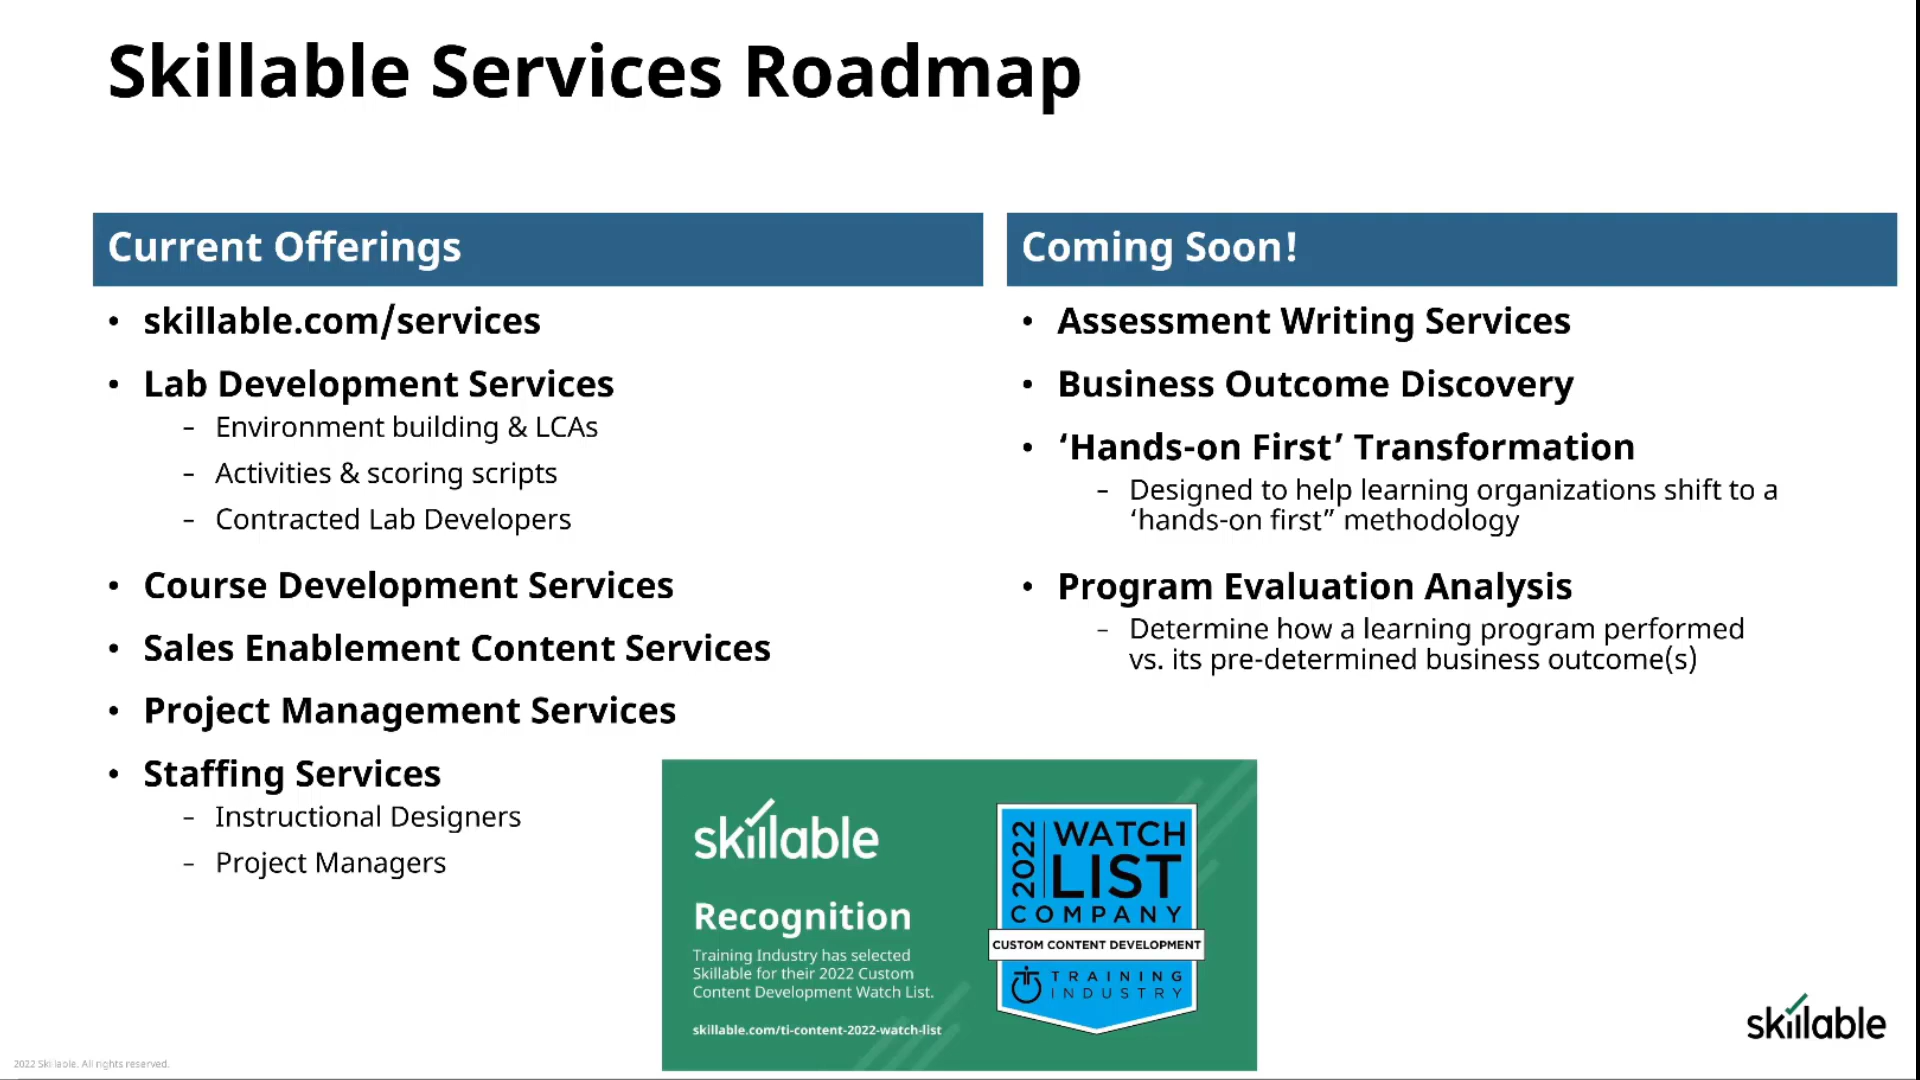 Skillable Services Roadmap
Current Offerings
• skillable.com/services
• Lab Development Services
– Environment building & LCAs
– Activities & scoring scripts
– Contracted Lab Developers
• Course Development Services
• Sales Enablement Content Services
• Project Management Services
• Staffing Services
– Instructional Designers
– Project Managers
Coming Soon!
• Assessment Writing Services
• Business Outcome Discovery
• ‘Hands-on First’ Transformation
– Designed to help learning organizations shift to a
‘hands-on first” methodology
• Program Evaluation Analysis
– Determine how a learning program performed
vs. its pre-determined business outcome(s)
skillable
Recognition
Training Industry has selected
Skillable for their 2022 Custom
Content Development Watch List.
skillable.com/ti-content-2022-watch-list
2022 WATCH
LIST
COMPANY
CUSTOM CONTENT DEVELOPMENT
TRAINING
INDUSTRY
skillable
2022 Skillable. All rights reserved.